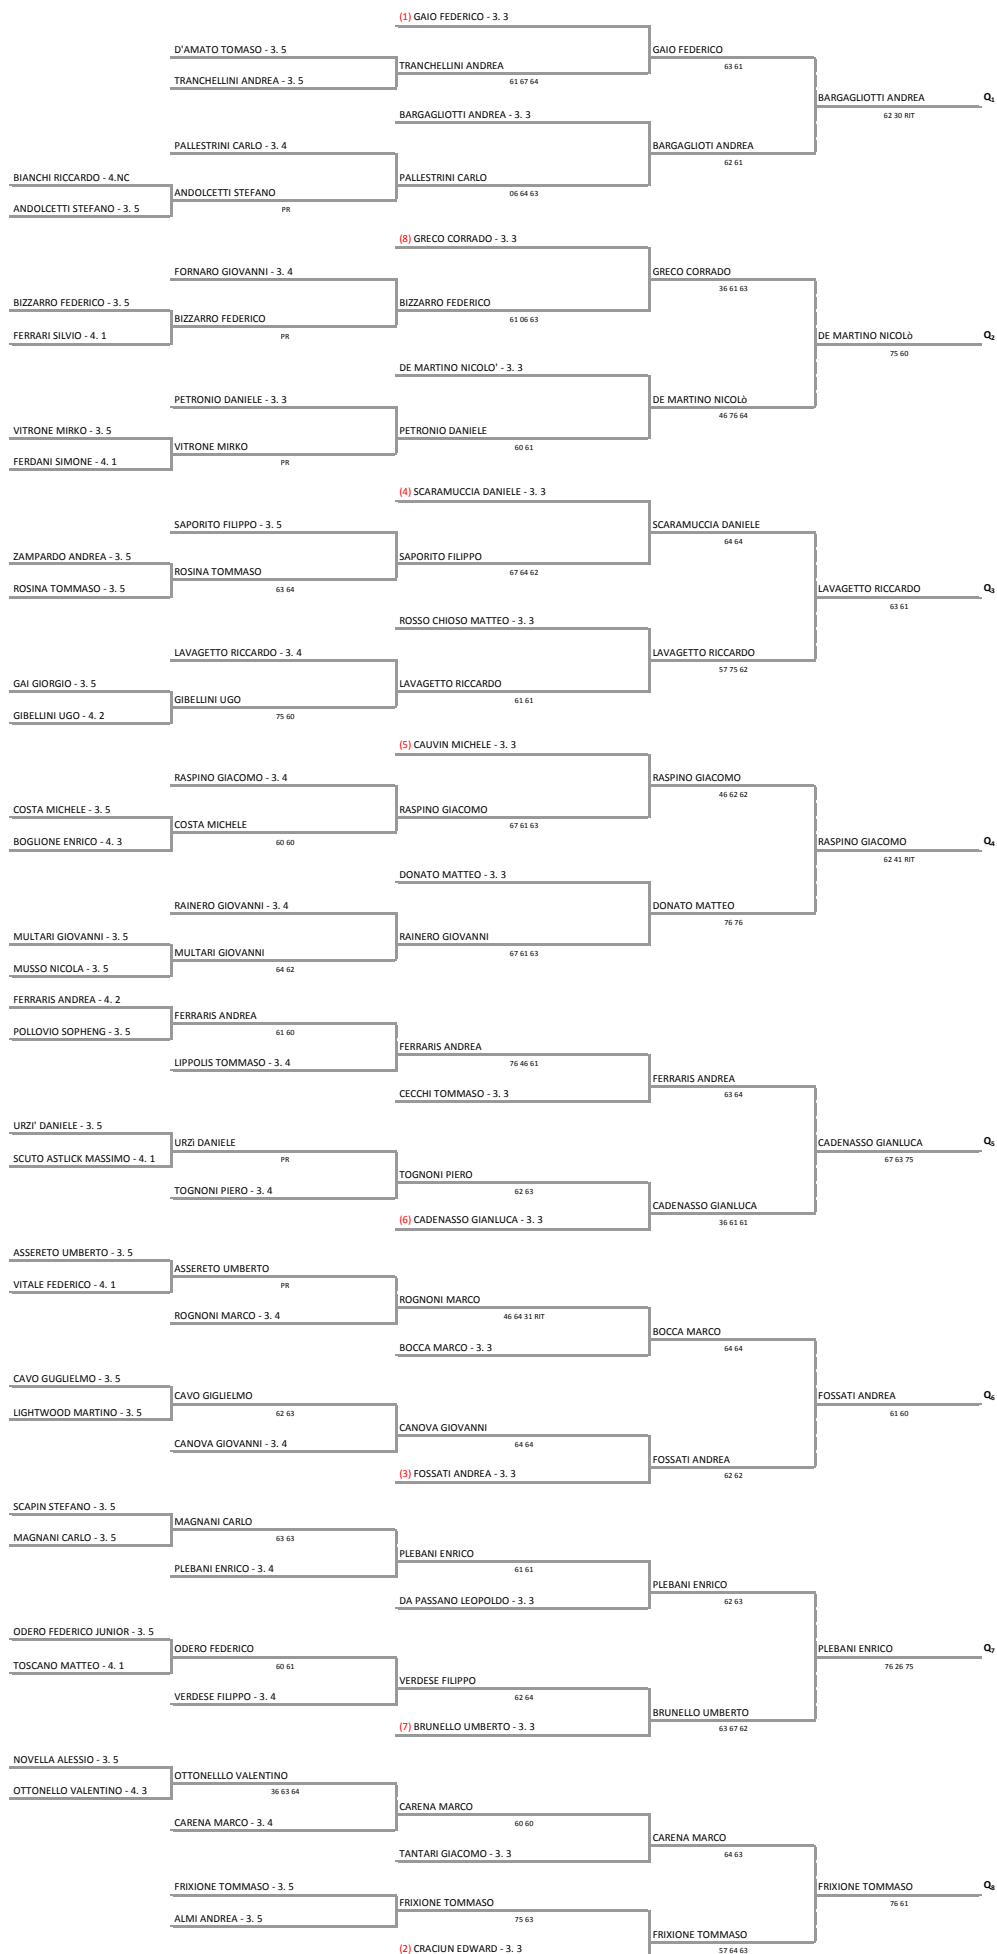 (1) GAIO FEDERICO - 3. 3
D'AMATO TOMASO - 3. 5
GAIO FEDERICO
TRANCHELLINI ANDREA
63 61
TRANCHELLINI ANDREA - 3. 5
61 67 64
BARGAGLIOTTI ANDREA
Q1
BARGAGLIOTTI ANDREA - 3. 3
62 30 RIT
PALLESTRINI CARLO - 3. 4
BARGAGLIOTI ANDREA
62 61
BIANCHI RICCARDO - 4.NC
PALLESTRINI CARLO
ANDOLCETTI STEFANO
06 64 63
ANDOLCETTI STEFANO - 3. 5
PR
(8) GRECO CORRADO - 3. 3
FORNARO GIOVANNI - 3. 4
GRECO CORRADO
36 61 63
BIZZARRO FEDERICO - 3. 5
BIZZARRO FEDERICO
BIZZARRO FEDERICO
61 06 63
FERRARI SILVIO - 4. 1
PR
DE MARTINO NICOLò
Q2
75 60
DE MARTINO NICOLO' - 3. 3
PETRONIO DANIELE - 3. 3
DE MARTINO NICOLò
46 76 64
VITRONE MIRKO - 3. 5
PETRONIO DANIELE
VITRONE MIRKO
60 61
FERDANI SIMONE - 4. 1
PR
(4) SCARAMUCCIA DANIELE - 3. 3
SAPORITO FILIPPO - 3. 5
SCARAMUCCIA DANIELE
64 64
ZAMPARDO ANDREA - 3. 5
SAPORITO FILIPPO
ROSINA TOMMASO
67 64 62
ROSINA TOMMASO - 3. 5
63 64
LAVAGETTO RICCARDO
Q3
63 61
ROSSO CHIOSO MATTEO - 3. 3
LAVAGETTO RICCARDO - 3. 4
LAVAGETTO RICCARDO
57 75 62
GAI GIORGIO - 3. 5
LAVAGETTO RICCARDO
GIBELLINI UGO
61 61
GIBELLINI UGO - 4. 2
75 60
(5) CAUVIN MICHELE - 3. 3
RASPINO GIACOMO - 3. 4
RASPINO GIACOMO
46 62 62
COSTA MICHELE - 3. 5
RASPINO GIACOMO
COSTA MICHELE
67 61 63
BOGLIONE ENRICO - 4. 3
60 60
RASPINO GIACOMO
Q4
62 41 RIT
DONATO MATTEO - 3. 3
RAINERO GIOVANNI - 3. 4
DONATO MATTEO
76 76
MULTARI GIOVANNI - 3. 5
RAINERO GIOVANNI
MULTARI GIOVANNI
67 61 63
MUSSO NICOLA - 3. 5
64 62
FERRARIS ANDREA - 4. 2
FERRARIS ANDREA
POLLOVIO SOPHENG - 3. 5
61 60
FERRARIS ANDREA
LIPPOLIS TOMMASO - 3. 4
76 46 61
FERRARIS ANDREA
CECCHI TOMMASO - 3. 3
63 64
URZI' DANIELE - 3. 5
URZì DANIELE
CADENASSO GIANLUCA
Q5
SCUTO ASTLICK MASSIMO - 4. 1
PR
67 63 75
TOGNONI PIERO
TOGNONI PIERO - 3. 4
62 63
CADENASSO GIANLUCA
(6) CADENASSO GIANLUCA - 3. 3
36 61 61
ASSERETO UMBERTO - 3. 5
ASSERETO UMBERTO
VITALE FEDERICO - 4. 1
PR
ROGNONI MARCO
ROGNONI MARCO - 3. 4
46 64 31 RIT
BOCCA MARCO
BOCCA MARCO - 3. 3
64 64
CAVO GUGLIELMO - 3. 5
CAVO GIGLIELMO
FOSSATI ANDREA
Q6
LIGHTWOOD MARTINO - 3. 5
62 63
61 60
CANOVA GIOVANNI
CANOVA GIOVANNI - 3. 4
64 64
FOSSATI ANDREA
(3) FOSSATI ANDREA - 3. 3
62 62
SCAPIN STEFANO - 3. 5
MAGNANI CARLO
MAGNANI CARLO - 3. 5
63 63
PLEBANI ENRICO
PLEBANI ENRICO - 3. 4
61 61
PLEBANI ENRICO
DA PASSANO LEOPOLDO - 3. 3
62 63
ODERO FEDERICO JUNIOR - 3. 5
ODERO FEDERICO
PLEBANI ENRICO
Q7
TOSCANO MATTEO - 4. 1
60 61
76 26 75
VERDESE FILIPPO
VERDESE FILIPPO - 3. 4
62 64
BRUNELLO UMBERTO
(7) BRUNELLO UMBERTO - 3. 3
63 67 62
NOVELLA ALESSIO - 3. 5
OTTONELLLO VALENTINO
OTTONELLO VALENTINO - 4. 3
36 63 64
CARENA MARCO
CARENA MARCO - 3. 4
60 60
CARENA MARCO
TANTARI GIACOMO - 3. 3
64 63
FRIXIONE TOMMASO - 3. 5
FRIXIONE TOMMASO
Q8
FRIXIONE TOMMASO
76 61
ALMI ANDREA - 3. 5
75 63
FRIXIONE TOMMASO
(2) CRACIUN EDWARD - 3. 3
57 64 63